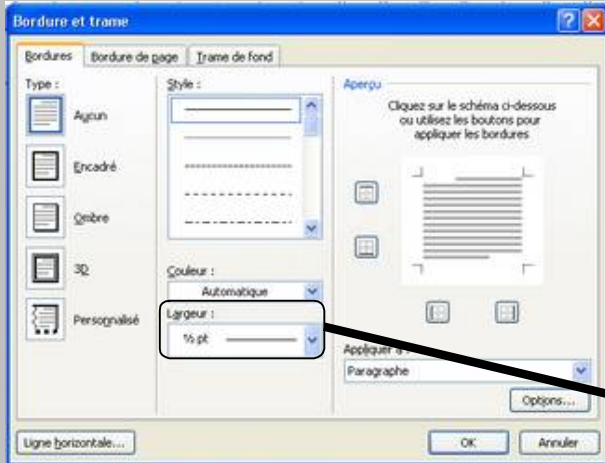 Bordure et trame
Bordures
Bordure de page
Trame de fond
Type :
Aucun
Encadré
Ombre
3D
Personnalisé
Style :
Couleur :
Automatique
Largeur :
½ pt
Aperçu
Cliquez sur le schéma ci-dessous
ou utilisez les boutons pour
appliquer les bordures
Appliquer à :
Paragraphe
Options...
Ligne horizontale...
OK
Annuler